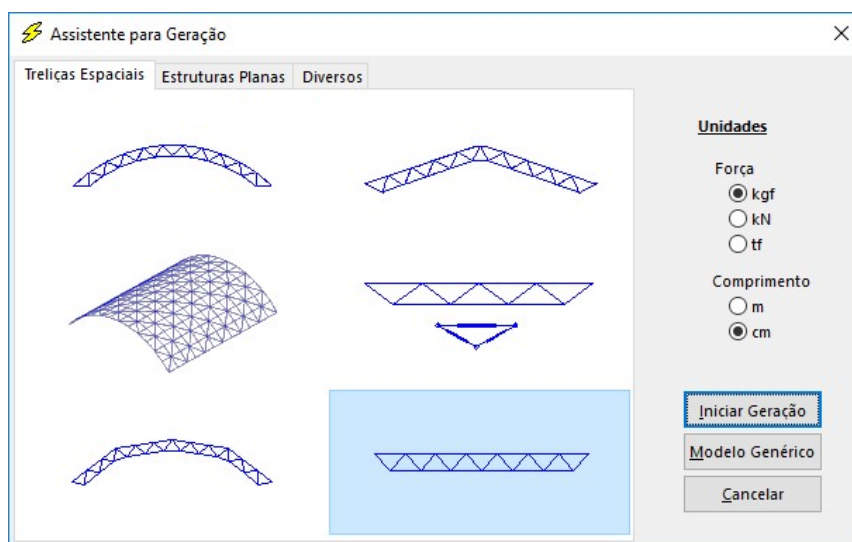 Assistente para Geração
Treliças Espaciais
Estruturas Planas
Diversos
Unidades
Força
kgf
kN
tf
Comprimento
m
cm
Iniciar Geração
Modelo Genérico
Cancelar